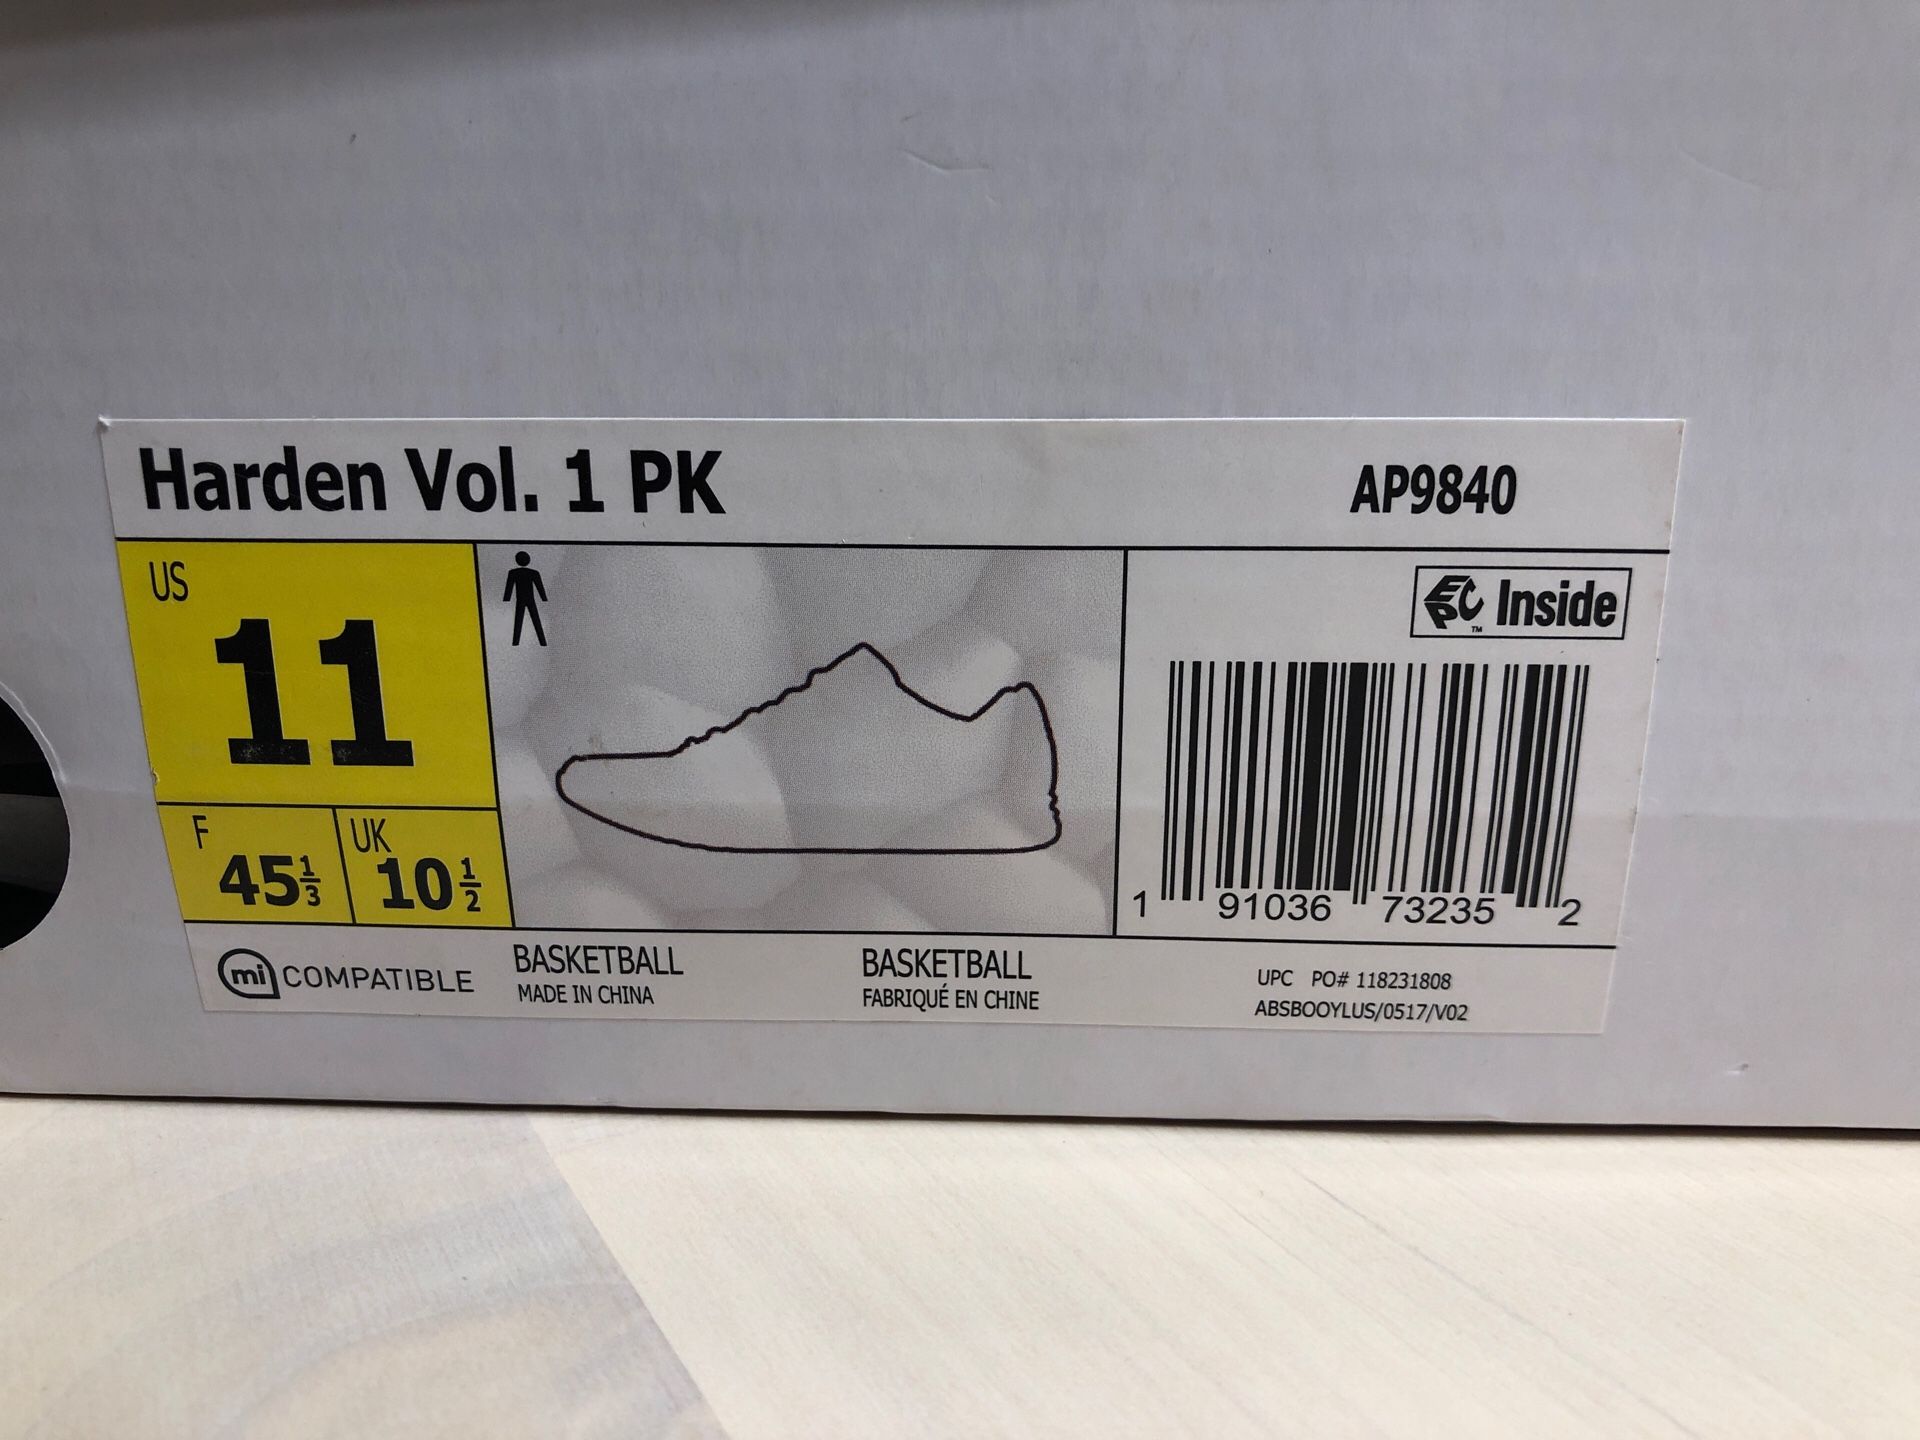 Harden Vol. 1 PK AP9840
US
11
F
45 1/3
UK
10 1/2
EPC™ Inside
1 91036 73235 2
mi COMPATIBLE
BASKETBALL
MADE IN CHINA
BASKETBALL
FABRIQUÉ EN CHINE
UPC PO# 118231808
ABSBOOYLUS/0517/V02